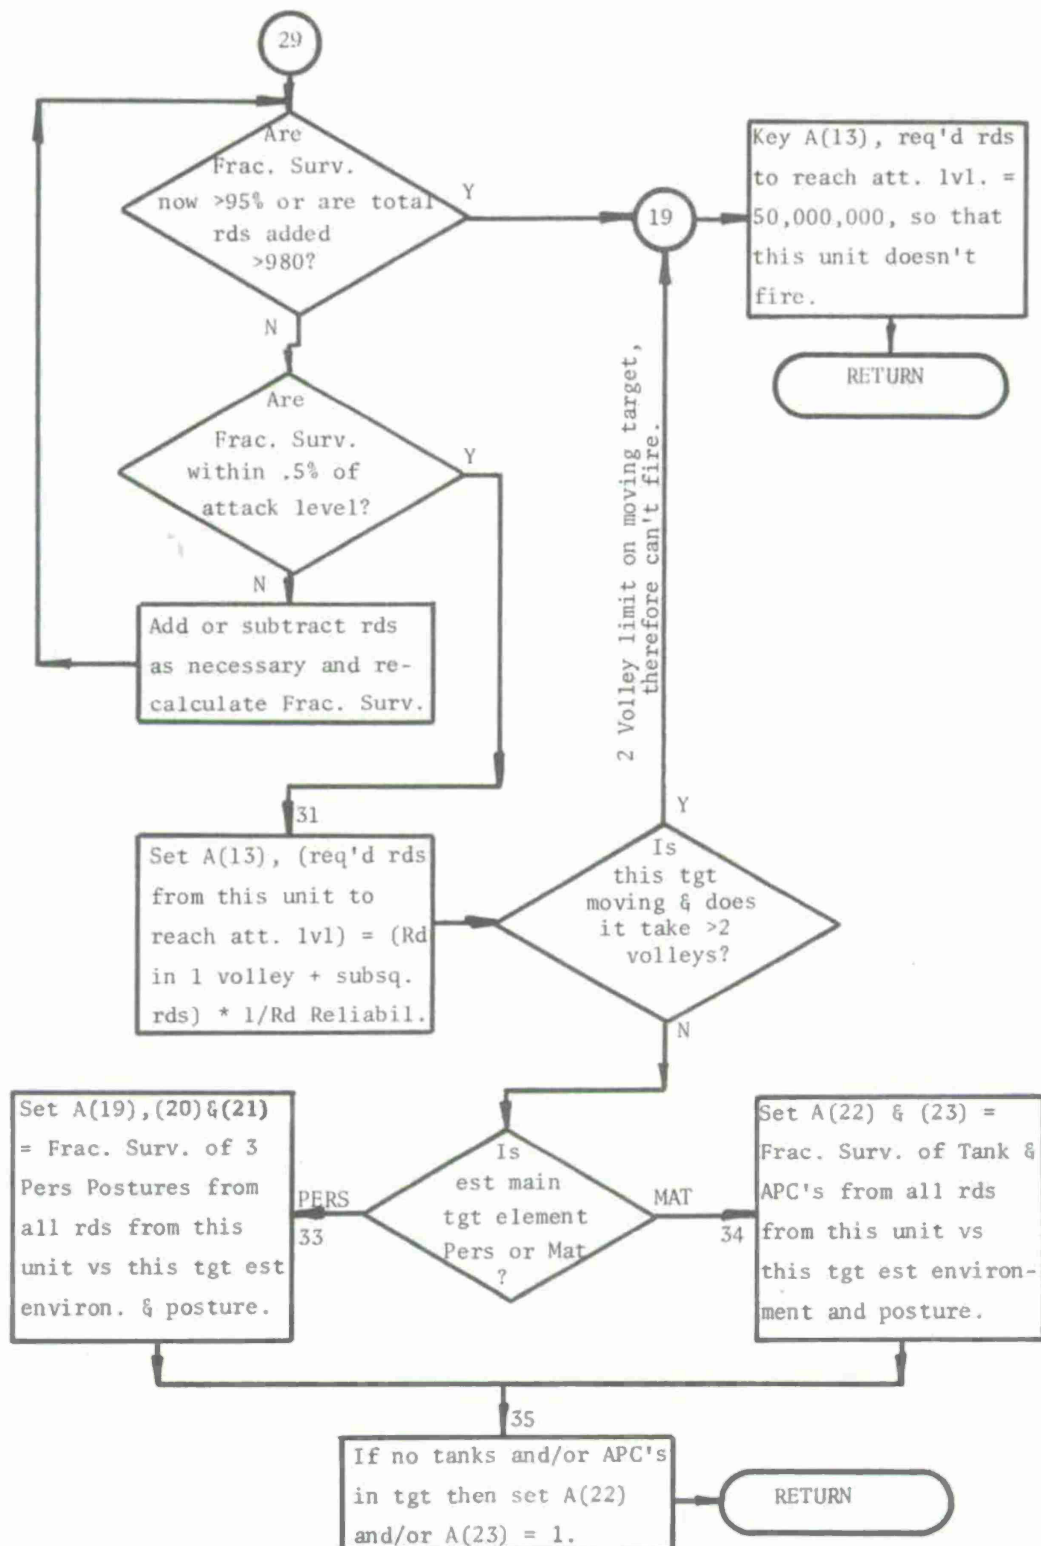 29
Are
Frac. Surv.
now >95% or are total
rds added
>980?
Y
N
19
Key A(13), req'd rds
to reach att. lvl. =
50,000,000, so that
this unit doesn't
fire.
RETURN
Are
Frac. Surv.
within .5% of
attack level?
Y
N
Add or subtract rds
as necessary and re-
calculate Frac. Surv.
2 Volley limit on moving target,
therefore can't fire.
31
Set A(13), (req'd rds
from this unit to
reach att. lvl) = (Rd
in 1 volley + subsq.
rds) * 1/Rd Reliabil.
Y
Is
this tgt
moving & does
it take >2
volleys?
N
Set A(19),(20)&(21)
= Frac. Surv. of 3
Pers Postures from
all rds from this
unit vs this tgt est
environ. & posture.
PERS
33
Is
est main
tgt element
Pers or Mat
?
MAT
34
Set A(22) & (23) =
Frac. Surv. of Tank &
APC's from all rds
from this unit vs
this tgt est environ-
ment and posture.
35
If no tanks and/or APC's
in tgt then set A(22)
and/or A(23) = 1.
RETURN